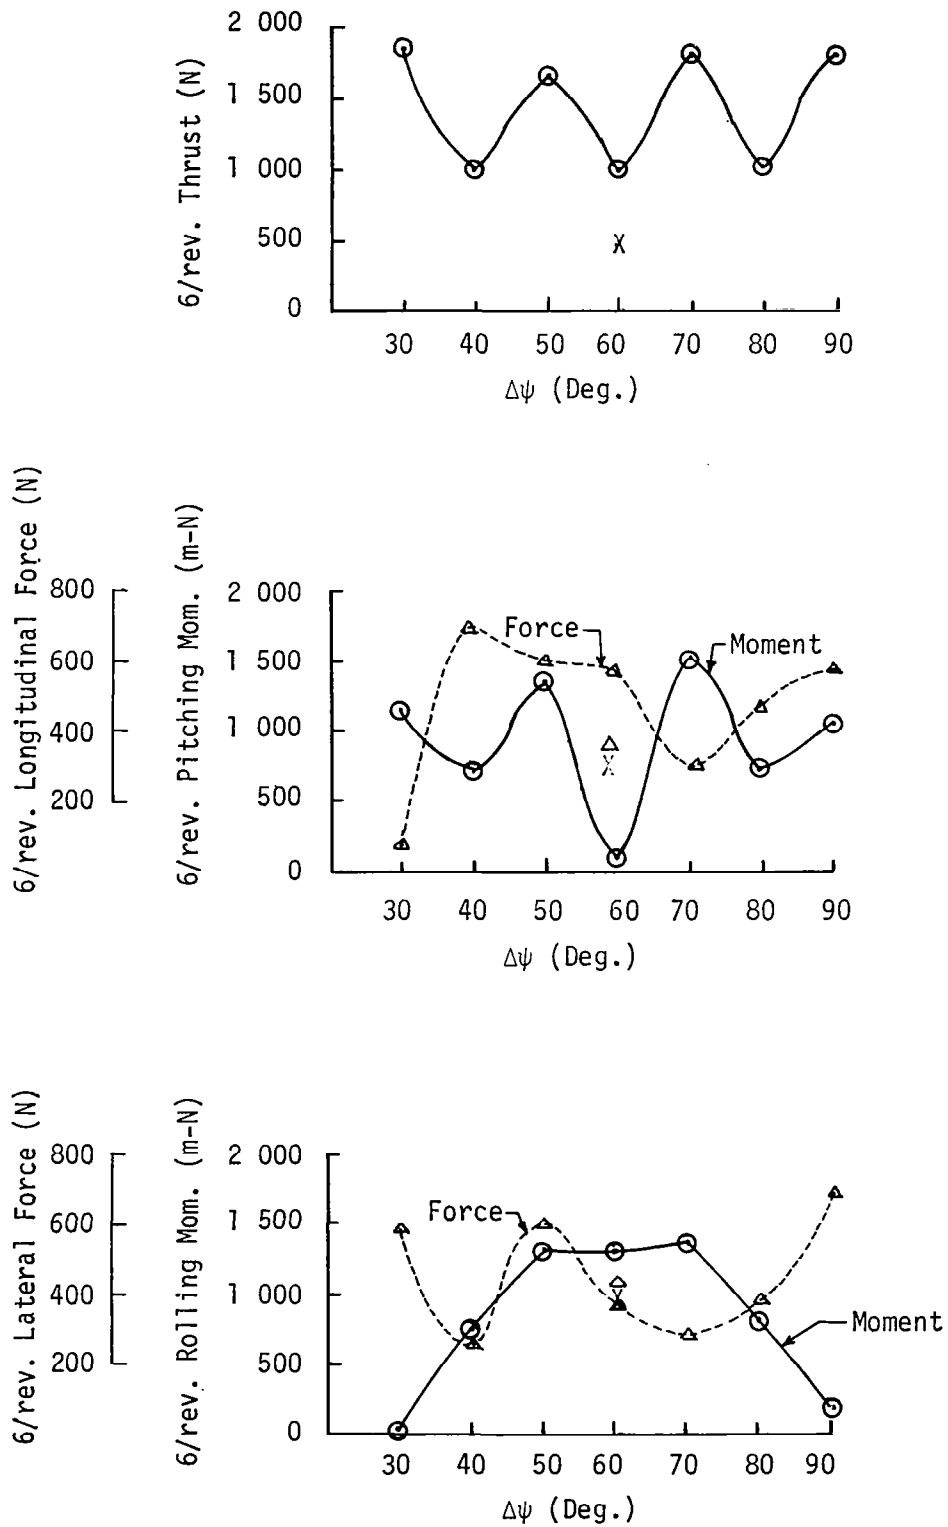 6/rev. Thrust (N)
2 000
1 500
1 000
500
0
30 40 50 60 70 80 90
Δψ (Deg.)
6/rev. Longitudinal Force (N)
800
600
400
200
6/rev. Pitching Mom. (m-N)
2 000
1 500
1 000
500
0
Force
Moment
30 40 50 60 70 80 90
Δψ (Deg.)
6/rev. Lateral Force (N)
800
600
400
200
6/rev. Rolling Mom. (m-N)
2 000
1 500
1 000
500
0
Force
Moment
30 40 50 60 70 80 90
Δψ (Deg.)